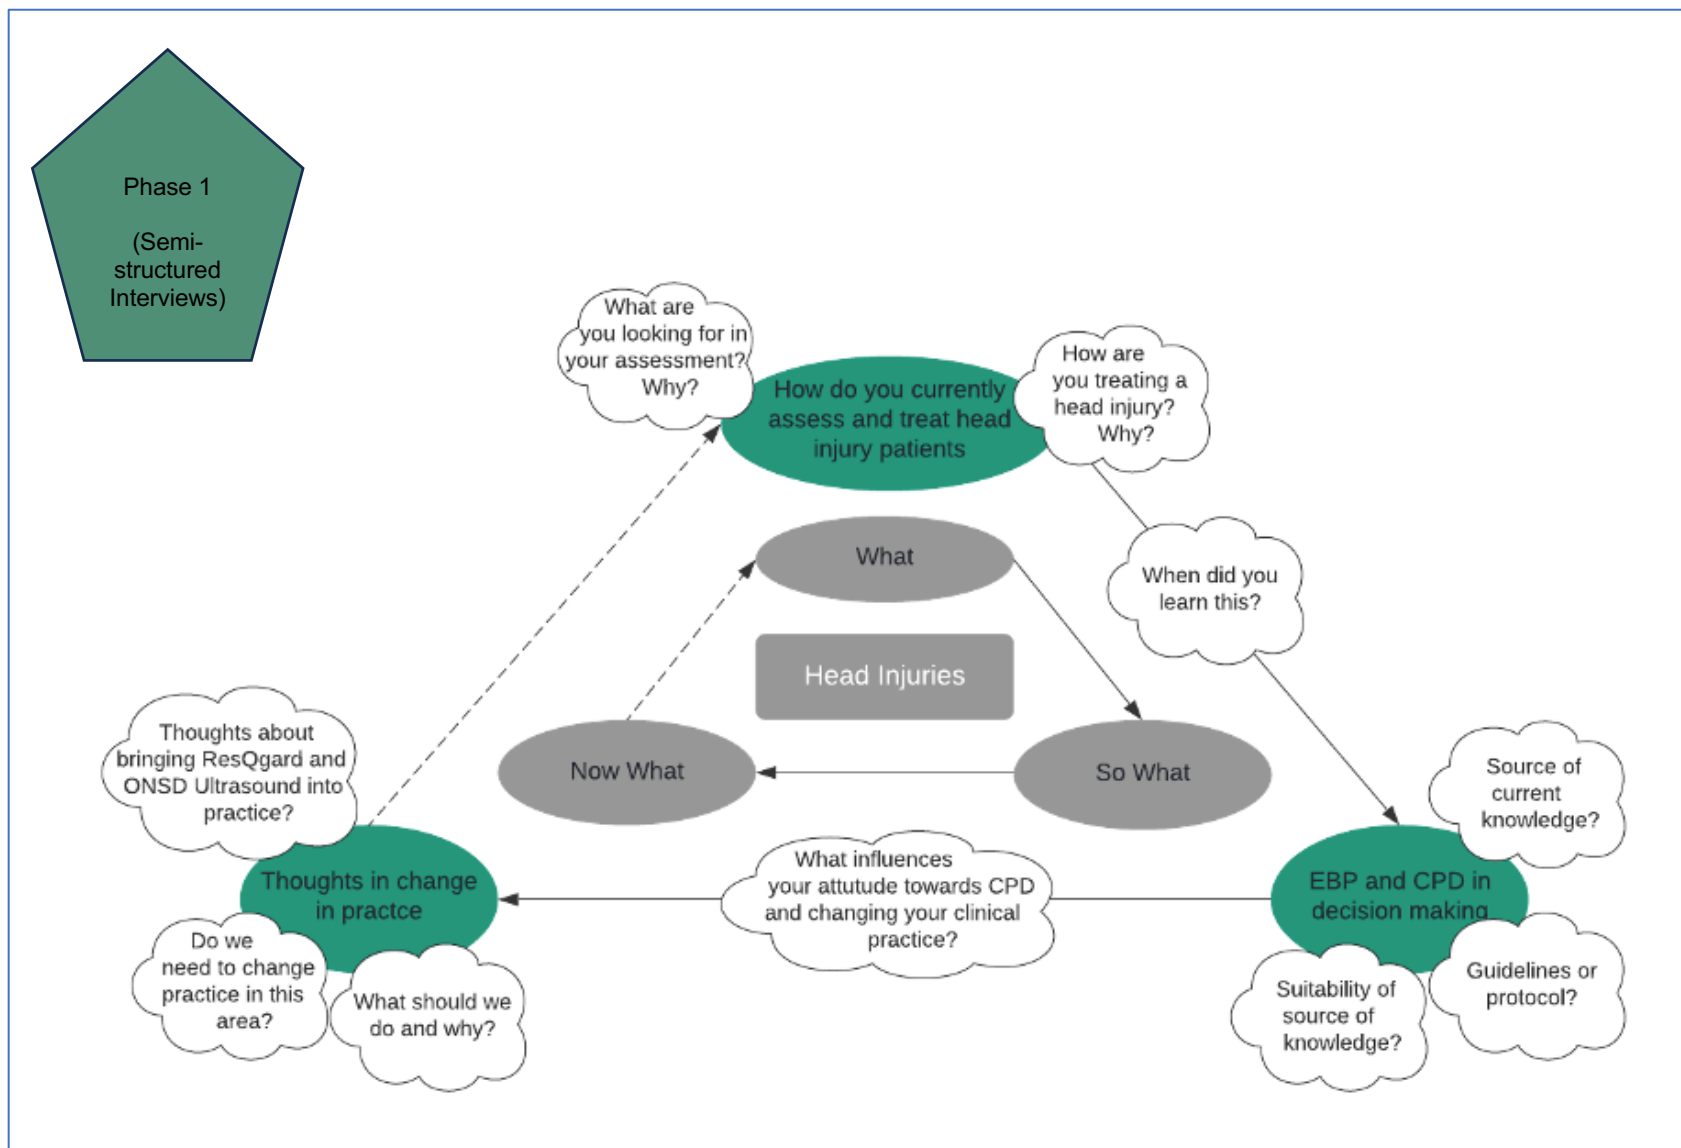 Phase 1
(Semi-
structured
Interviews)
What are
you looking for in
your assessment?
Why?
How do you currently
assess and treat head
injury patients
How are
you treating a
head injury?
Why?
What
When did you
learn this?
Head Injuries
Now What
So What
Thoughts about
bringing ResQgard and
ONSD Ultrasound into
practice?
Source of
current
knowledge?
What influences
your attutude towards CPD
and changing your clinical
practice?
Thoughts in change
in practce
EBP and CPD in
decision making
Do we
need to change
practice in this
area?
What should we
do and why?
Suitability of
source of
knowledge?
Guidelines or
protocol?